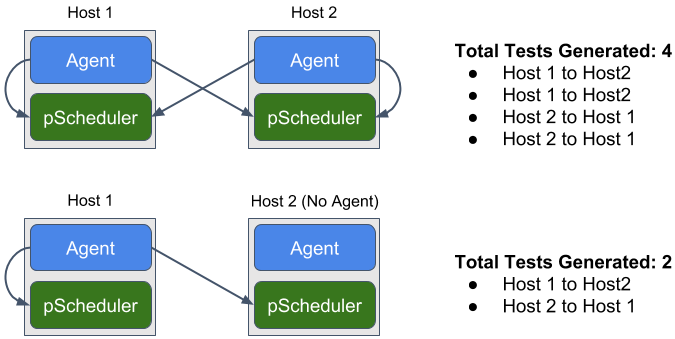 Host 1
Host 2
Agent
Agent
pScheduler
pScheduler
Total Tests Generated: 4
● Host 1 to Host2
● Host 1 to Host2
● Host 2 to Host 1
● Host 2 to Host 1
Host 1
Host 2 (No Agent)
Agent
Agent
pScheduler
pScheduler
Total Tests Generated: 2
● Host 1 to Host2
● Host 2 to Host 1